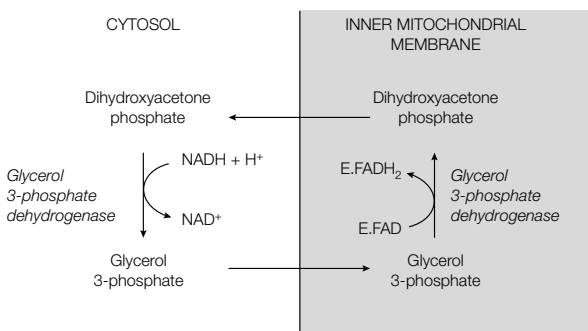 CYTOSOL
INNER MITOCHONDRIAL
MEMBRANE
Dihydroxyacetone
phosphate
Dihydroxyacetone
phosphate
Glycerol
3-phosphate
dehydrogenase
NADH + H⁺
NAD⁺
E.FADH₂
E.FAD
Glycerol
3-phosphate
dehydrogenase
Glycerol
3-phosphate
Glycerol
3-phosphate